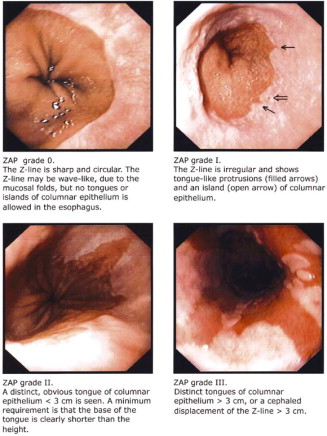 ZAP grade 0.
The Z-line is sharp and circular. The
Z-line may be wave-like, due to the
mucosal folds, but no tongues or
islands of columnar epithelium is
allowed in the esophagus.
ZAP grade I.
The Z-line is irregular and shows
tongue-like protrusions (filled arrows)
and an island (open arrow) of columnar
epithelium.
ZAP grade II.
A distinct, obvious tongue of columnar
epithelium < 3 cm is seen. A minimum
requirement is that the base of the
tongue is clearly shorter than the
height.
ZAP grade III.
Distinct tongues of columnar
epithelium > 3 cm, or a cephaled
displacement of the Z-line > 3 cm.